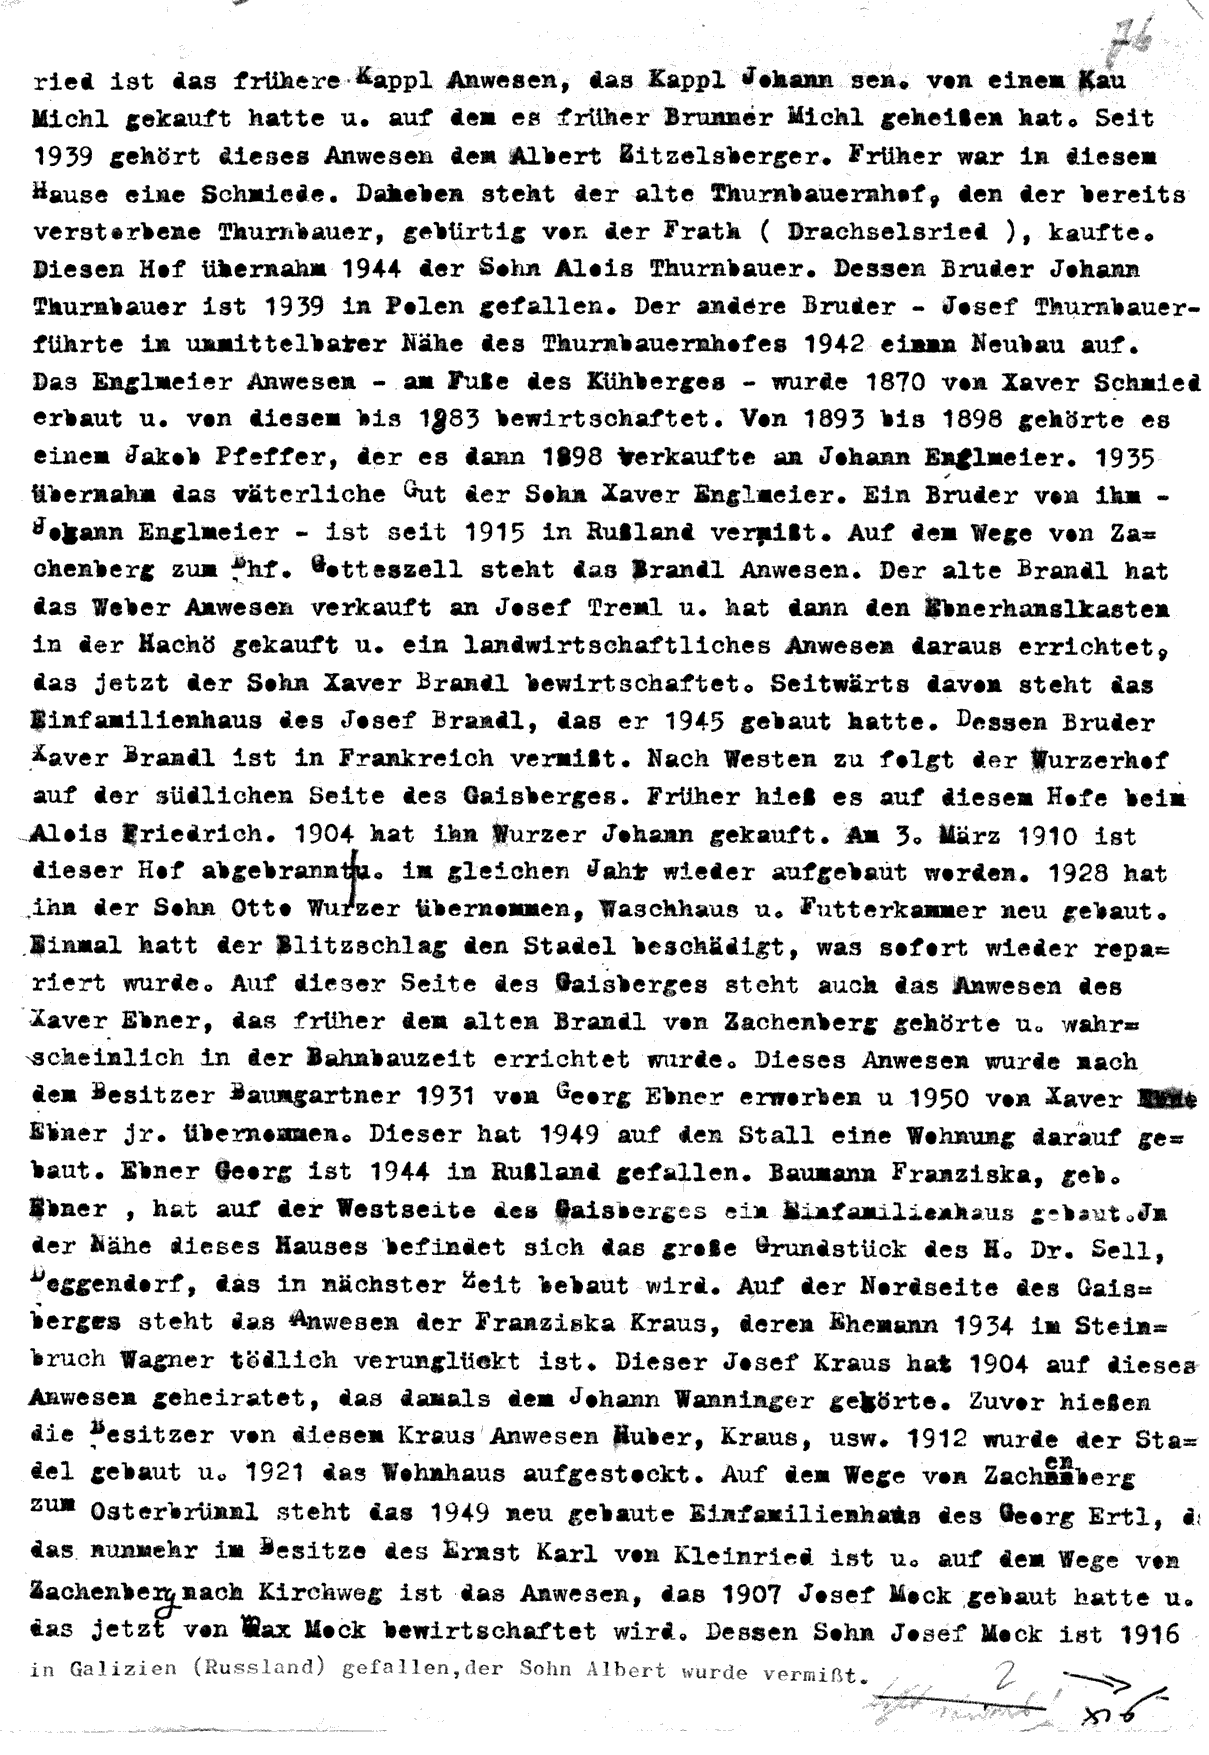 76
ried ist das frühere Kappl Anwesen, das Kappl Johann sen. von einem Kau
Michl gekauft hatte u. auf dem es früher Brunner Michl geheißen hat. Seit
1939 gehört dieses Anwesen dem Albert Zitzelsberger. Früher war in diesem
Hause eine Schmiede. Daneben steht der alte Thurnbauernhof, den der bereits
verstorbene Thurnbauer, gebürtig von der Frath ( Drachselsried ), kaufte.
Diesen Hof übernahm 1944 der Sohn Alois Thurnbauer. Dessen Bruder Johann
Thurnbauer ist 1939 in Polen gefallen. Der andere Bruder - Josef Thurnbauer-
führte in unmittelbarer Nähe des Thurnbauernhofes 1942 einen Neubau auf.
Das Englmeier Anwesen - am Fuße des Kühberges - wurde 1870 von Xaver Schmied
erbaut u. von diesem bis 1983 bewirtschaftet. Von 1893 bis 1898 gehörte es
einem Jakob Pfeffer, der es dann 1898 verkaufte an Johann Englmeier. 1935
übernahm das väterliche Gut der Sohn Xaver Englmeier. Ein Bruder von ihm -
Johann Englmeier - ist seit 1915 in Rußland vermißt. Auf dem Wege von Za=
chenberg zum Bhf. Gotteszell steht das Brandl Anwesen. Der alte Brandl hat
das Weber Anwesen verkauft an Josef Treml u. hat dann den Ebnerhanslkasten
in der Hachö gekauft u. ein landwirtschaftliches Anwesen daraus errichtet,
das jetzt der Sohn Xaver Brandl bewirtschaftet. Seitwärts davon steht das
Einfamilienhaus des Josef Brandl, das er 1945 gebaut hatte. Dessen Bruder
Xaver Brandl ist in Frankreich vermißt. Nach Westen zu folgt der Wurzerhof
auf der südlichen Seite des Gaisberges. Früher hieß es auf diesem Hofe beim
Alois Friedrich. 1904 hat ihn Wurzer Johann gekauft. Am 3. März 1910 ist
dieser Hof abgebrannt u. im gleichen Jahr wieder aufgebaut worden. 1928 hat
ihn der Sohn Otto Wurzer übernommen, Waschhaus u. Futterkammer neu gebaut.
Einmal hatt der Blitzschlag den Stadel beschädigt, was sofort wieder repa=
riert wurde. Auf dieser Seite des Gaisberges steht auch das Anwesen des
Xaver Ebner, das früher dem alten Brandl von Zachenberg gehörte u. wahr=
scheinlich in der Bahnbauzeit errichtet wurde. Dieses Anwesen wurde nach
dem Besitzer Baumgartner 1931 von Georg Ebner erworben u 1950 von Xaver
Ebner jr. übernommen. Dieser hat 1949 auf den Stall eine Wohnung darauf ge=
baut. Ebner Georg ist 1944 in Rußland gefallen. Baumann Franziska, geb.
Ebner , hat auf der Westseite des Gaisberges ein Einfamilienhaus gebaut.In
der Nähe dieses Hauses befindet sich das große Grundstück des H. Dr. Sell,
Deggendorf, das in nächster Zeit bebaut wird. Auf der Nordseite des Gais=
berges steht das Anwesen der Franziska Kraus, deren Ehemann 1934 im Stein=
bruch Wagner tödlich verunglückt ist. Dieser Josef Kraus hat 1904 auf dieses
Anwesen geheiratet, das damals dem Johann Wanninger gehörte. Zuvor hießen
die Besitzer von diesem Kraus Anwesen Huber, Kraus, usw. 1912 wurde der Sta=
del gebaut u. 1921 das Wohnhaus aufgestockt. Auf dem Wege von Zachenberg
zum Osterbrünnl steht das 1949 neu gebaute Einfamilienhaus des Georg Ertl, d
das nunmehr im Besitze des Ernst Karl von Kleinried ist u. auf dem Wege von
Zachenberg nach Kirchweg ist das Anwesen, das 1907 Josef Mock gebaut hatte u.
das jetzt von Max Mock bewirtschaftet wird. Dessen Sohn Josef Mock ist 1916
in Galizien (Russland) gefallen,der Sohn Albert wurde vermißt.
2